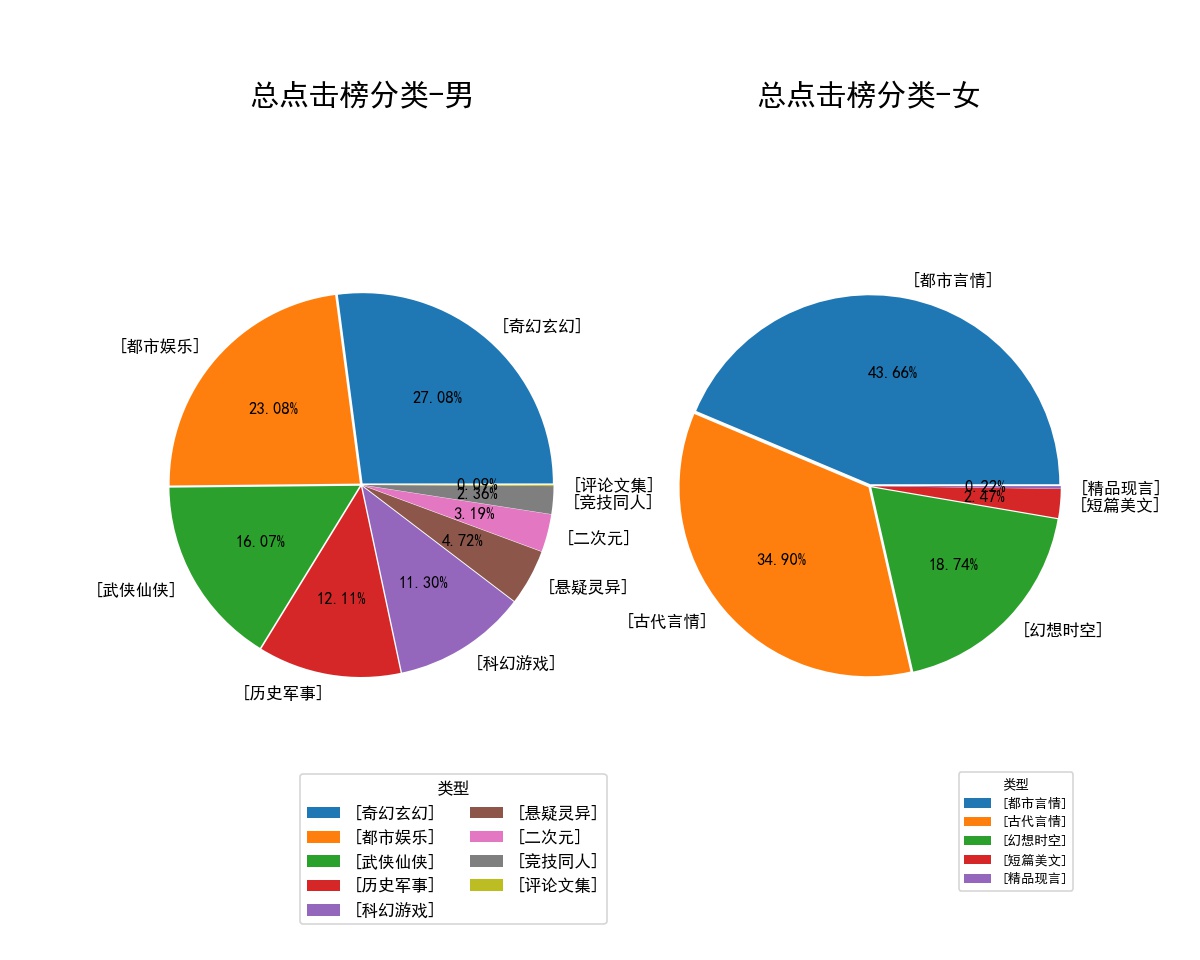 总点击榜分类-男
[奇幻玄幻]
27.08%
[都市娱乐]
23.08%
[武侠仙侠]
16.07%
[历史军事]
12.11%
[科幻游戏]
11.30%
[悬疑灵异]
4.72%
[二次元]
3.19%
[竞技同人]
2.36%
[评论文集]
0.09%
类型
[奇幻玄幻]
[都市娱乐]
[武侠仙侠]
[历史军事]
[科幻游戏]
[悬疑灵异]
[二次元]
[竞技同人]
[评论文集]
总点击榜分类-女
[都市言情]
43.66%
[古代言情]
34.90%
[幻想时空]
18.74%
[短篇美文]
2.47%
[精品现言]
0.22%
类型
[都市言情]
[古代言情]
[幻想时空]
[短篇美文]
[精品现言]